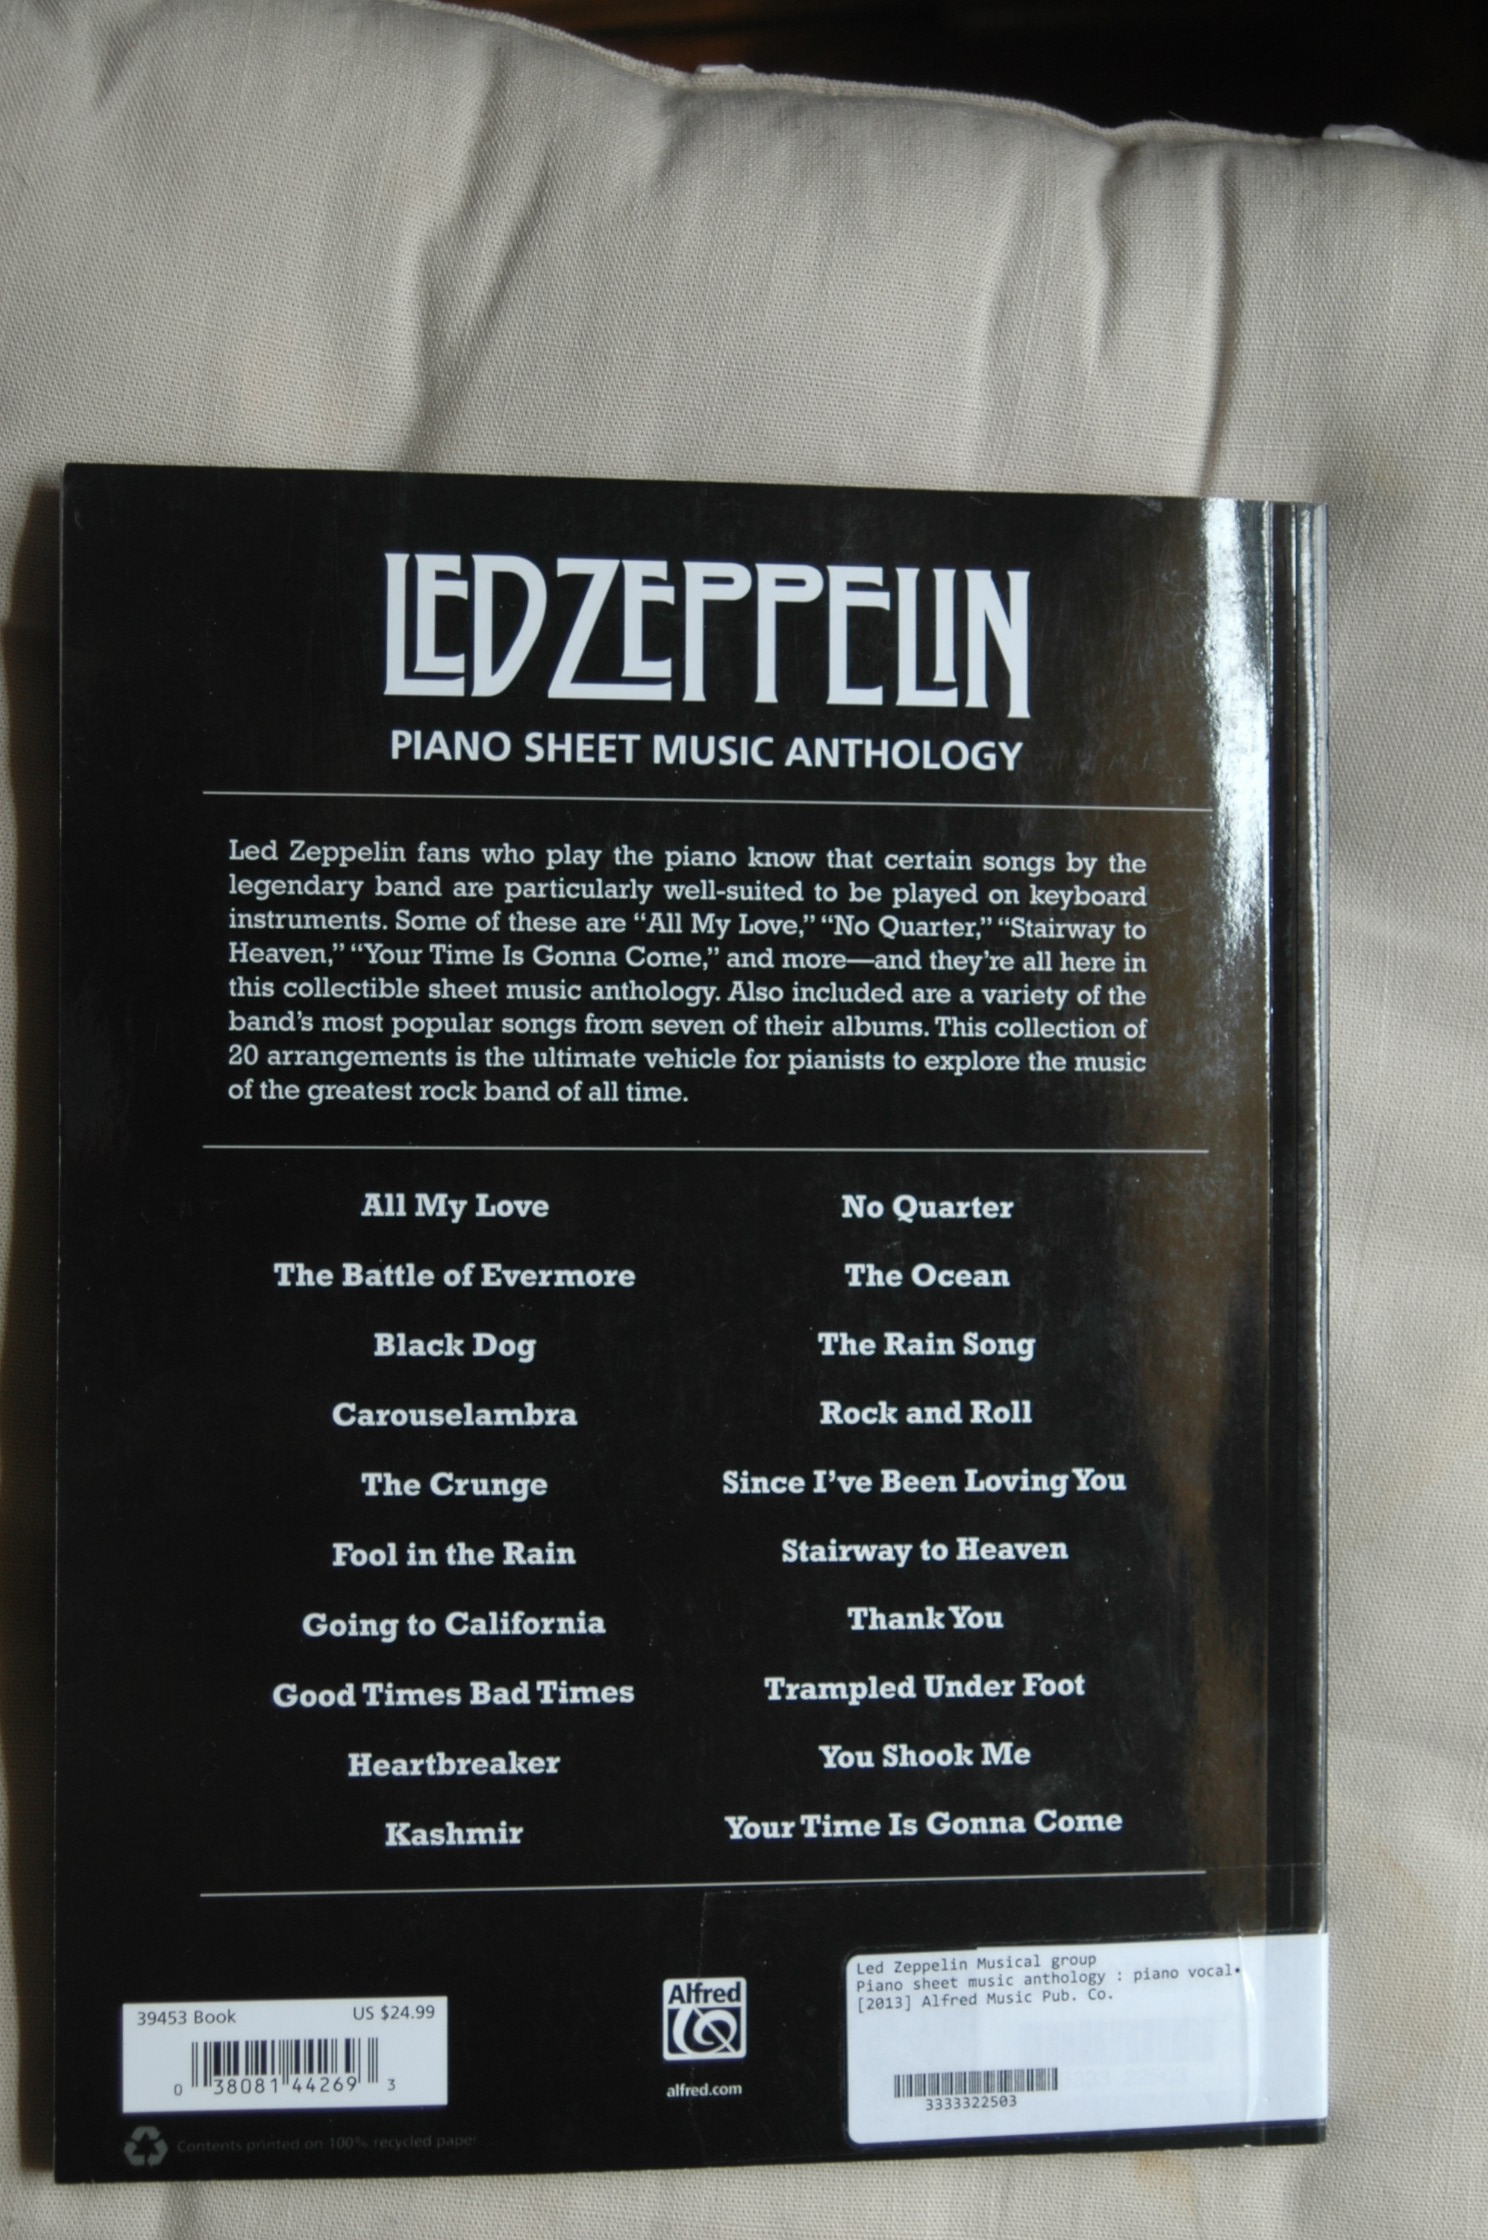 LED ZEPPELIN
PIANO SHEET MUSIC ANTHOLOGY
Led Zeppelin fans who play the piano know that certain songs by the
legendary band are particularly well-suited to be played on keyboard
instruments. Some of these are “All My Love,” “No Quarter,” “Stairway to
Heaven,” “Your Time Is Gonna Come,” and more—and they’re all here in
this collectible sheet music anthology. Also included are a variety of the
band’s most popular songs from seven of their albums. This collection of
20 arrangements is the ultimate vehicle for pianists to explore the music
of the greatest rock band of all time.
All My Love
The Battle of Evermore
Black Dog
Carouselambra
The Crunge
Fool in the Rain
Going to California
Good Times Bad Times
Heartbreaker
Kashmir
No Quarter
The Ocean
The Rain Song
Rock and Roll
Since I’ve Been Loving You
Stairway to Heaven
Thank You
Trampled Under Foot
You Shook Me
Your Time Is Gonna Come
39453 Book US $24.99
0 38081 44269 3
Contents printed on 100% recycled paper
Alfred
alfred.com
Led Zeppelin Musical group
Piano sheet music anthology : piano vocal•
[2013] Alfred Music Pub. Co.
3333322503